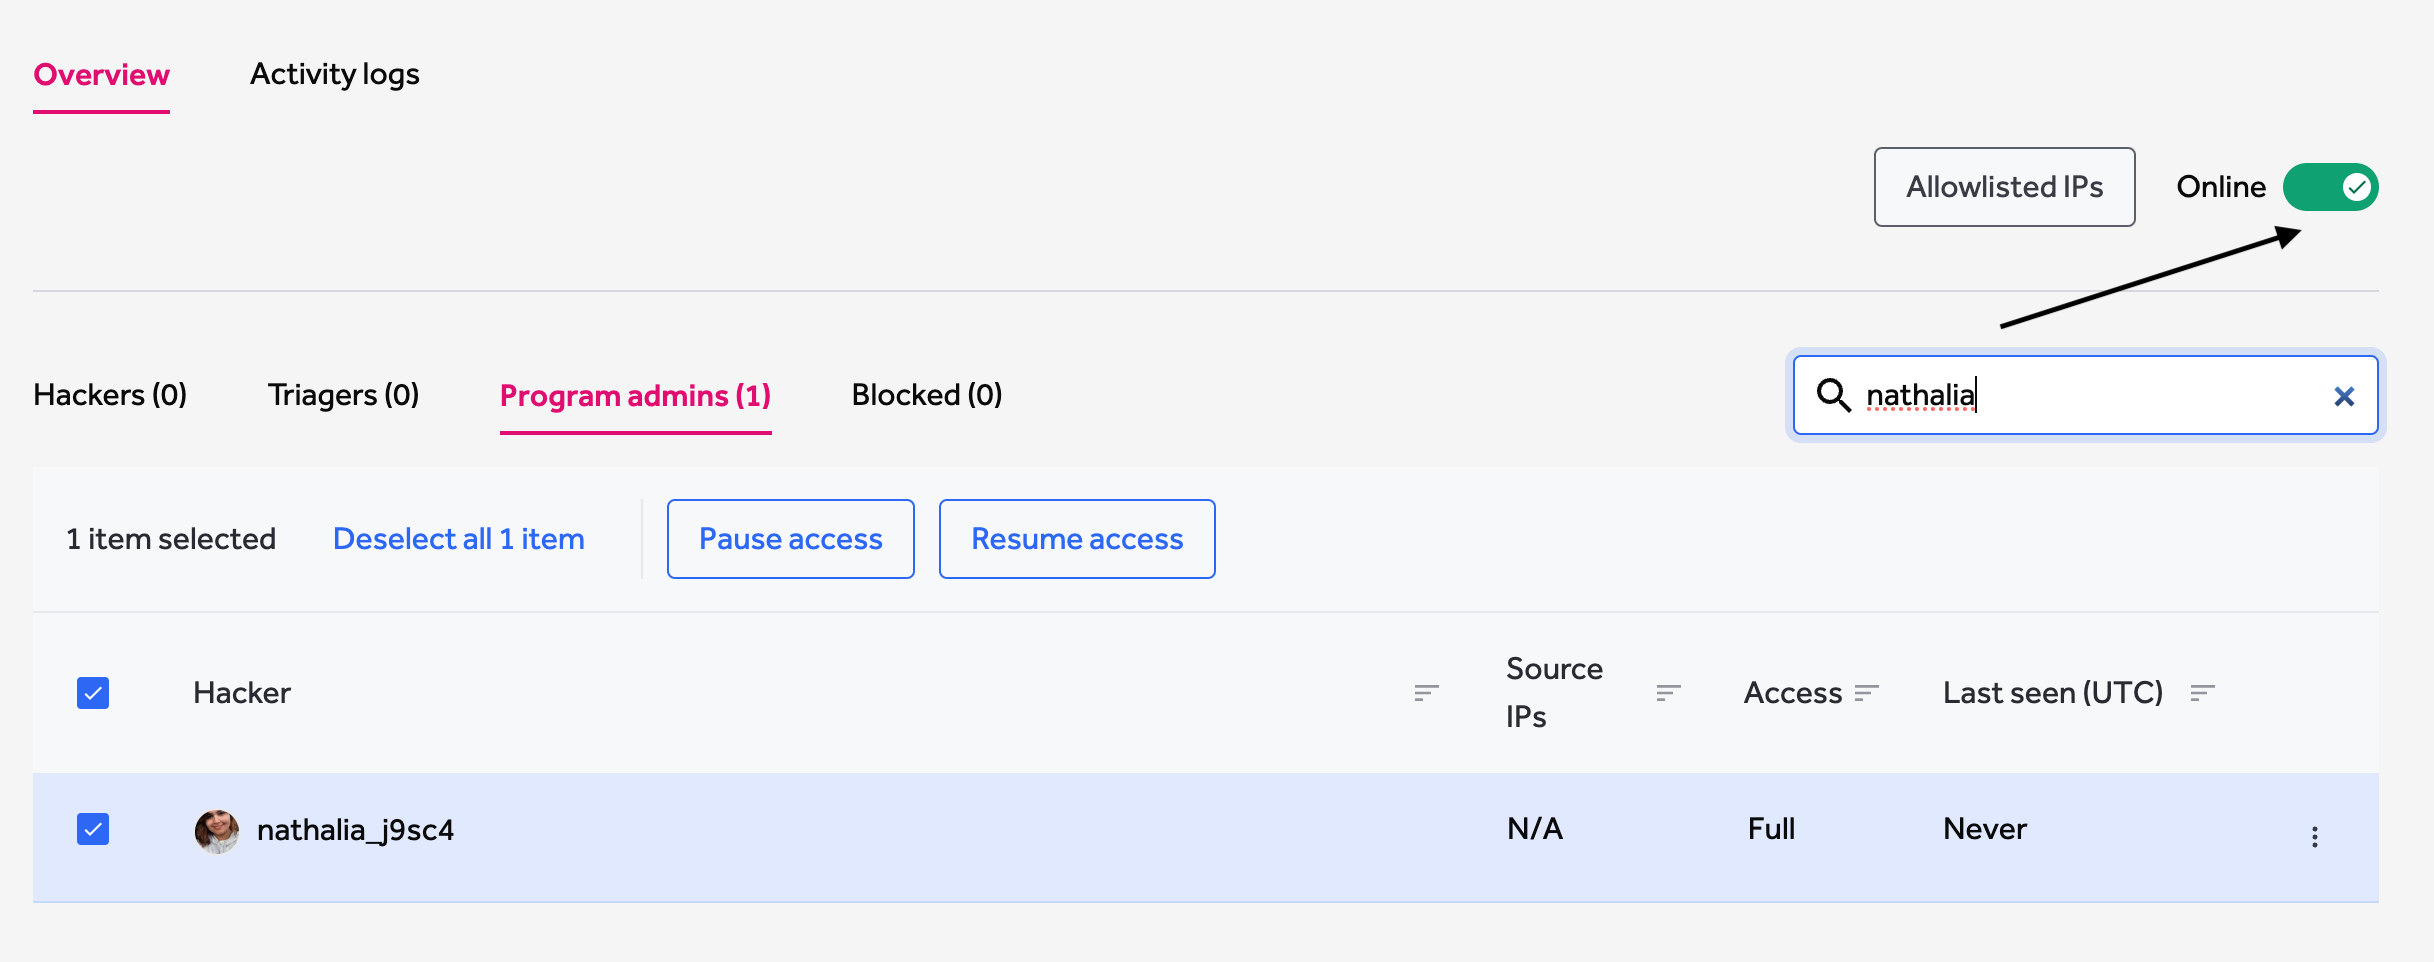 Overview Activity logs
Allowlisted IPs Online
Hackers (0) Triagers (0) Program admins (1) Blocked (0) nathalia
1 item selected Deselect all 1 item Pause access Resume access
Hacker Source IPs Access Last seen (UTC)
nathalia_j9sc4 N/A Full Never